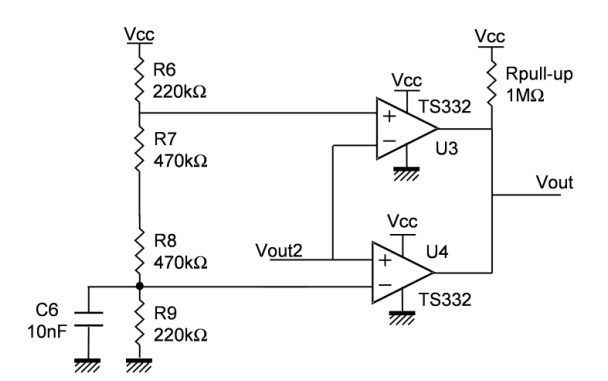 Vcc
R6
220kΩ
R7
470kΩ
R8
470kΩ
R9
220kΩ
C6
10nF
Vout2
Vcc
TS332
+
−
U3
Vcc
U4
+
−
TS332
Vcc
Rpull-up
1MΩ
Vout